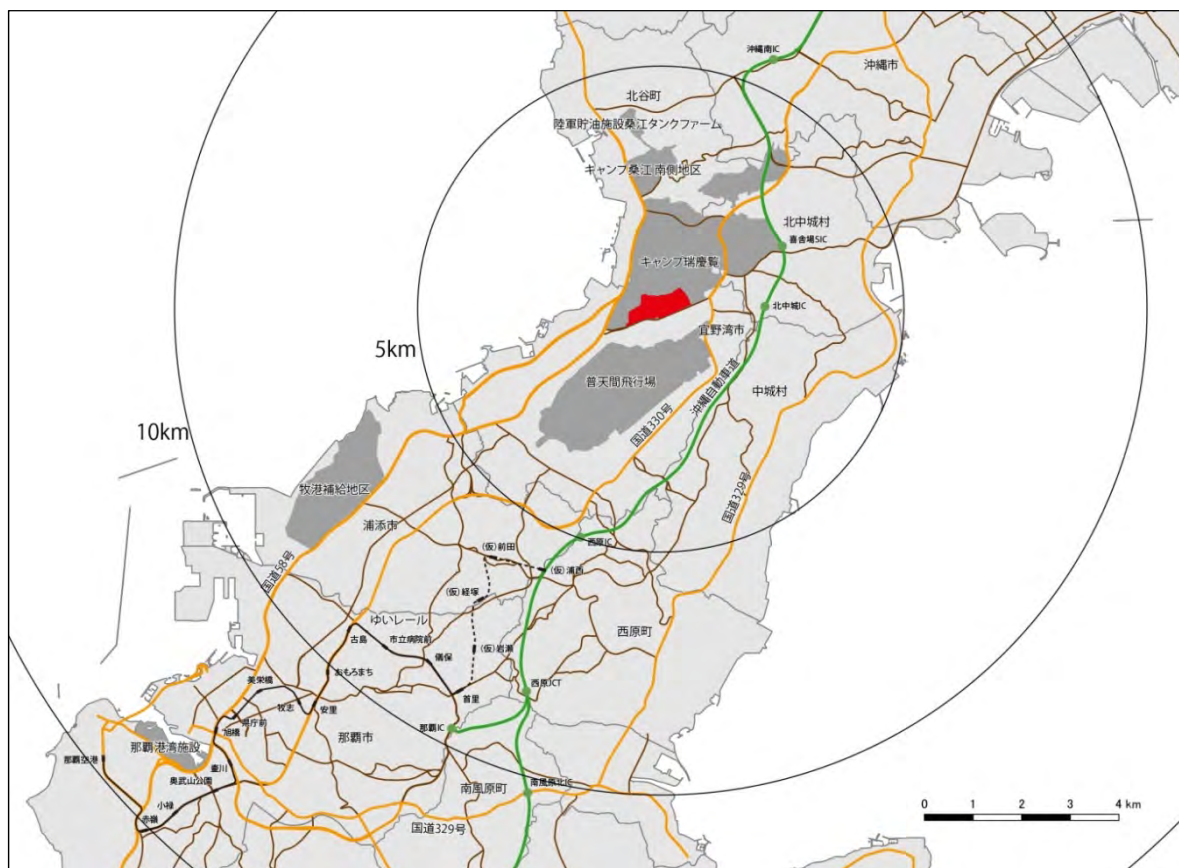 沖縄南IC
沖縄市
北谷町
陸軍貯油施設桑江タンクファーム
キャンプ桑江 南側地区
北中城村
喜舎場SIC
キャンプ瑞慶覧
北中城IC
宜野湾市
5km
普天間飛行場
沖縄自動車道
中城村
国道330号
10km
牧港補給地区
国道329号
浦添市
西原IC
(仮)前田
(仮)浦西
国道58号
(仮)経塚
ゆいレール
古島
市立病院前
西原町
儀保
(仮)岩瀬
おもろまち
美栄橋
西原JCT
首里
牧志
安里
県庁前
旭橋
那覇市
那覇IC
那覇港湾施設
那覇空港
壷川
奥武山公園
南風原町
南風原北IC
小禄
赤嶺
国道329号
0 1 2 3 4 km